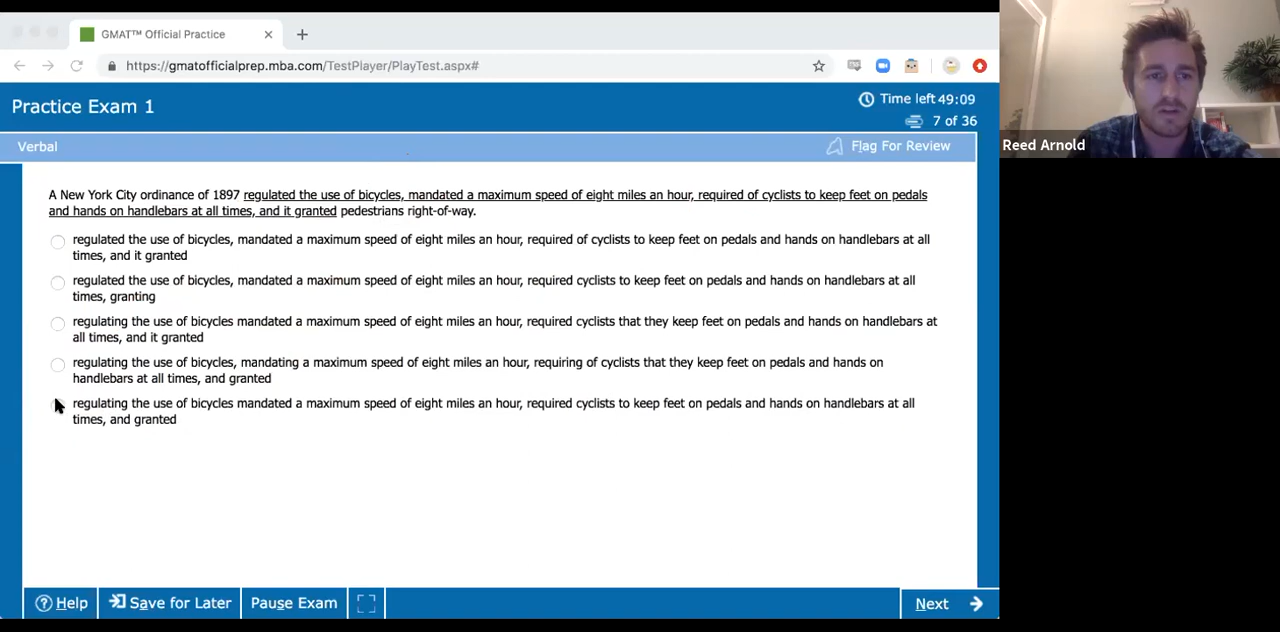 GMAT™ Official Practice
https://gmatofficialprep.mba.com/TestPlayer/PlayTest.aspx#
Practice Exam 1
Time left 49:09
7 of 36
Verbal
Flag For Review
Reed Arnold
A New York City ordinance of 1897 regulated the use of bicycles, mandated a maximum speed of eight miles an hour, required of cyclists to keep feet on pedals
and hands on handlebars at all times, and it granted pedestrians right-of-way.
regulated the use of bicycles, mandated a maximum speed of eight miles an hour, required of cyclists to keep feet on pedals and hands on handlebars at all
times, and it granted
regulated the use of bicycles, mandated a maximum speed of eight miles an hour, required cyclists to keep feet on pedals and hands on handlebars at all
times, granting
regulating the use of bicycles mandated a maximum speed of eight miles an hour, required cyclists that they keep feet on pedals and hands on handlebars at
all times, and it granted
regulating the use of bicycles, mandating a maximum speed of eight miles an hour, requiring of cyclists that they keep feet on pedals and hands on
handlebars at all times, and granted
regulating the use of bicycles mandated a maximum speed of eight miles an hour, required cyclists to keep feet on pedals and hands on handlebars at all
times, and granted
Help
Save for Later
Pause Exam
Next